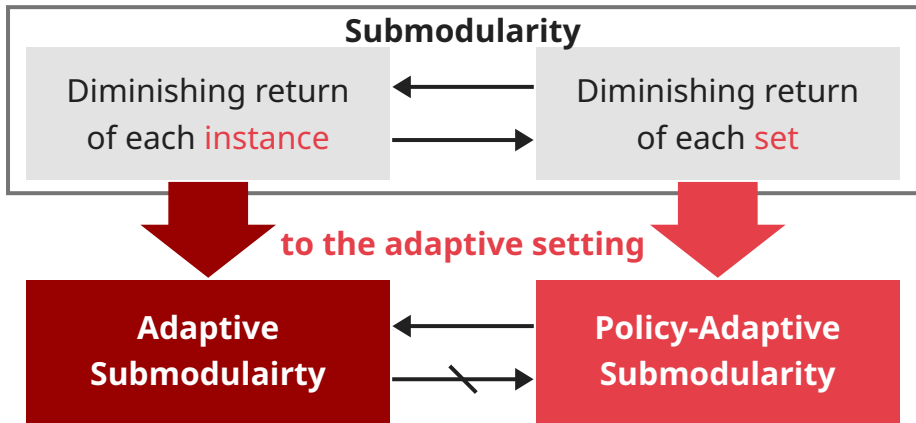 Submodularity
Diminishing return
of each instance
Diminishing return
of each set
to the adaptive setting
Adaptive
Submodulairty
Policy-Adaptive
Submodularity